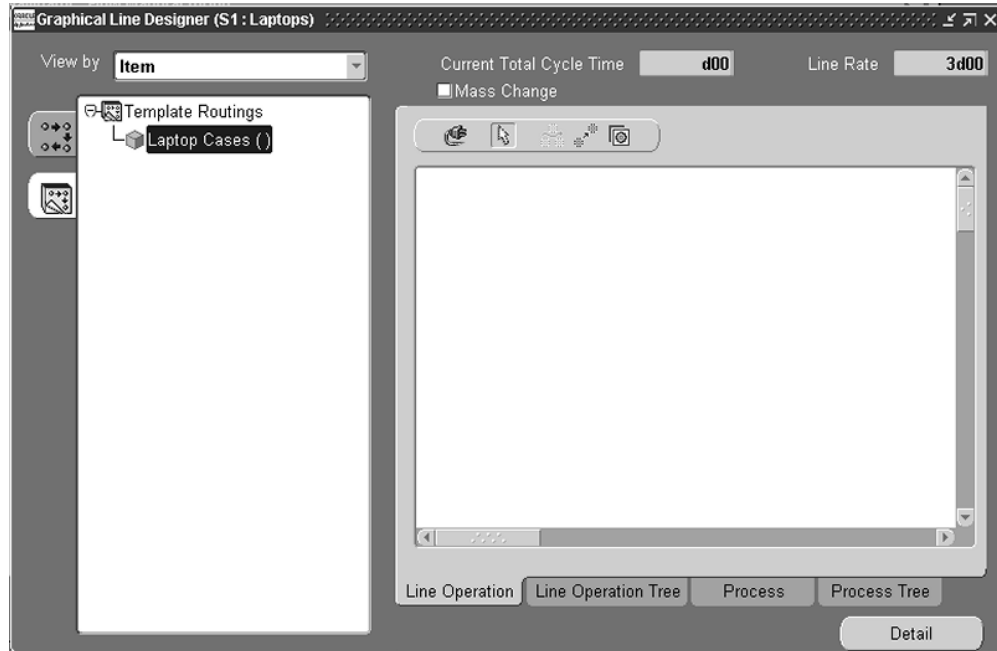 Graphical Line Designer (S1 : Laptops)
View by Item
Current Total Cycle Time d00 Line Rate 3d00
Mass Change
Template Routings
Laptop Cases ( )
Line Operation Line Operation Tree Process Process Tree
Detail